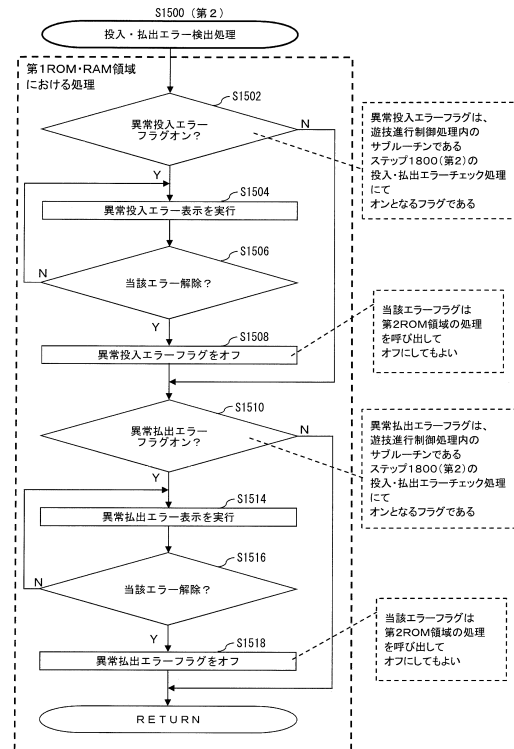 S1500（第２）
投入・払出エラー検出処理
第１ROM・RAM領域
における処理
S1502
異常投入エラー
フラグオン？
N
Y
異常投入エラーフラグは、
遊技進行制御処理内の
サブルーチンである
ステップ1800(第2)の
投入・払出エラーチェック処理
にて
オンとなるフラグである
S1504
異常投入エラー表示を実行
S1506
当該エラー解除？
N
Y
S1508
異常投入エラーフラグをオフ
当該エラーフラグは
第2ROM領域の処理
を呼び出して
オフにしてもよい
S1510
異常払出エラー
フラグオン？
N
Y
異常払出エラーフラグは、
遊技進行制御処理内の
サブルーチンである
ステップ1800(第2)の
投入・払出エラーチェック処理
にて
オンとなるフラグである
S1514
異常払出エラー表示を実行
S1516
当該エラー解除？
N
Y
S1518
異常払出エラーフラグをオフ
当該エラーフラグは
第2ROM領域の処理
を呼び出して
オフにしてもよい
RETURN